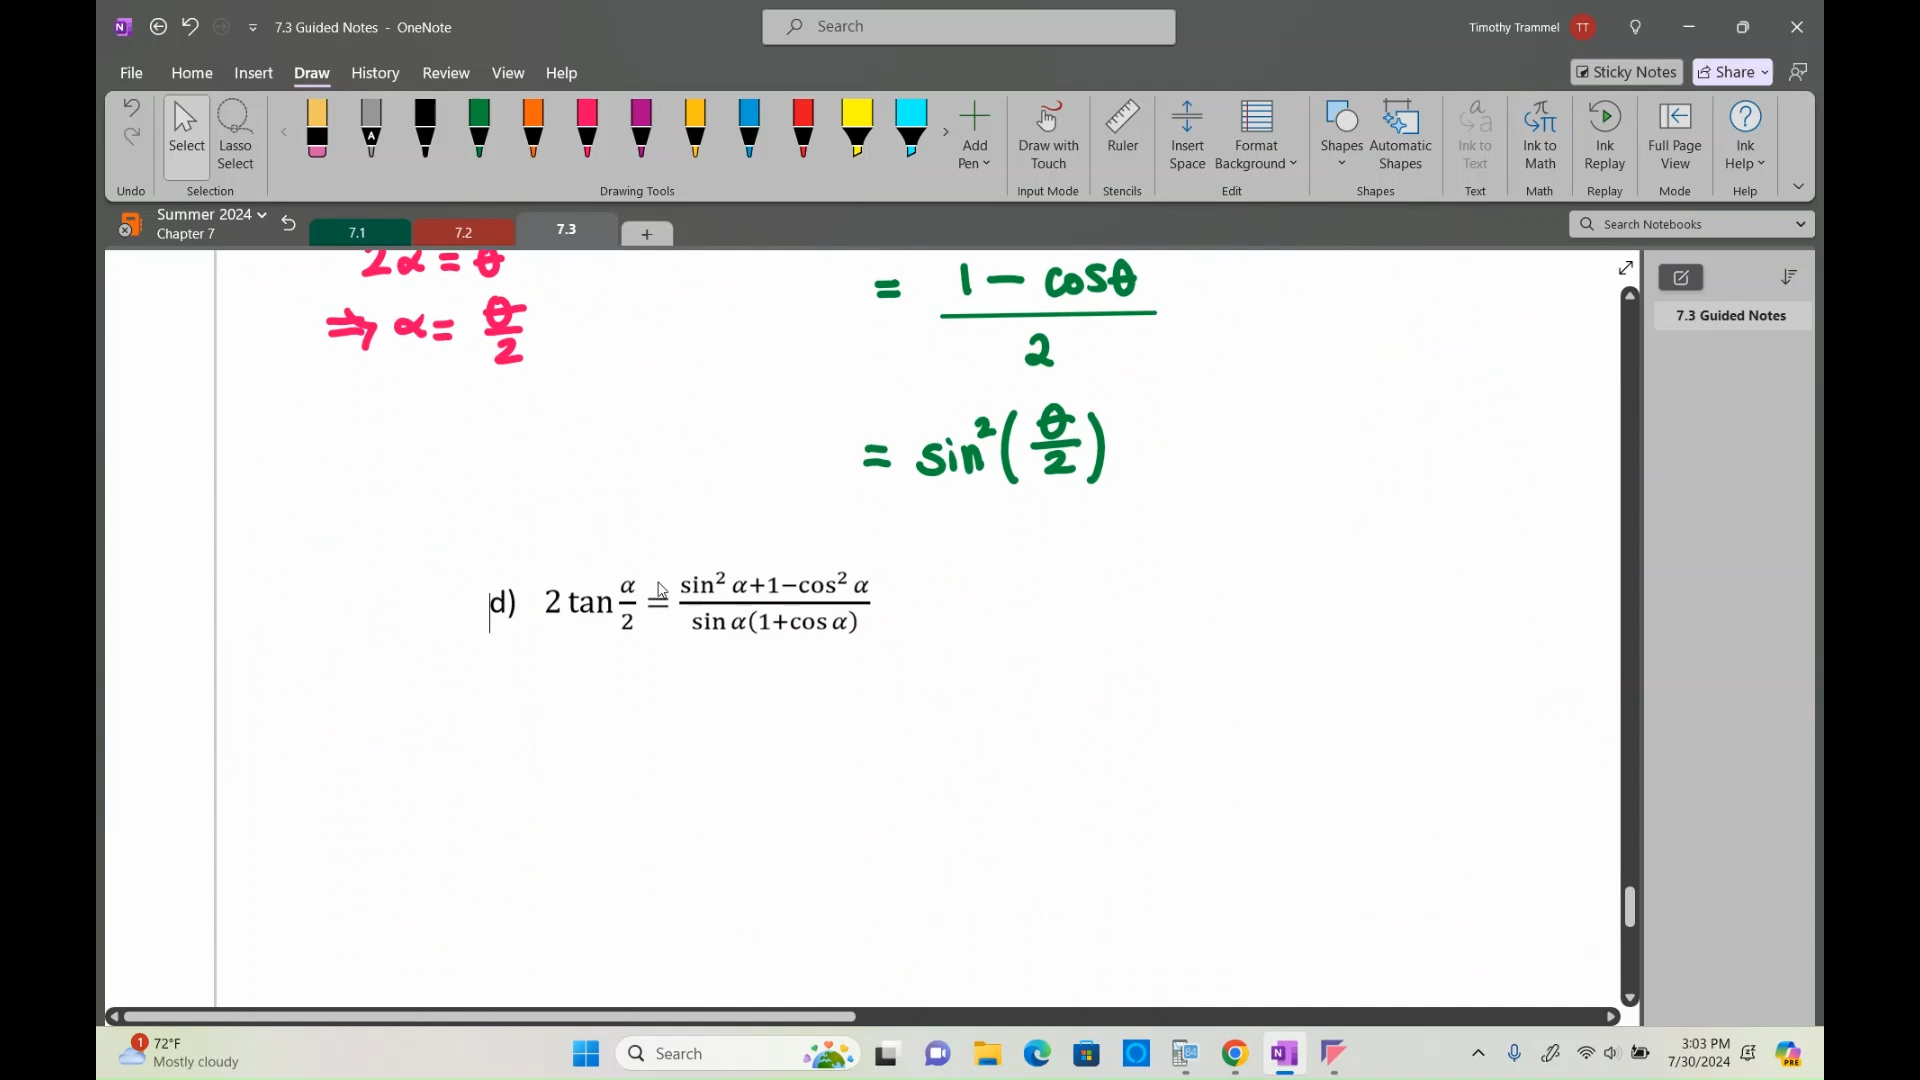 7.3 Guided Notes - OneNote
Search
Timothy Trammel TT
File Home Insert Draw History Review View Help
Sticky Notes Share
Undo
Select
Lasso Select
Selection
A
Drawing Tools
Add Pen
Draw with Touch
Input Mode
Ruler
Stencils
Insert Space
Format Background
Edit
Shapes
Automatic Shapes
Shapes
Ink to Text
Text
Ink to Math
Math
Ink Replay
Replay
Full Page View
Mode
Ink Help
Help
Summer 2024
Chapter 7
7.1 7.2 7.3 +
Search Notebooks
7.3 Guided Notes
2α = θ
⇒ α = θ/2
= (1 − cosθ)/2
= sin²(θ/2)
d) 2 tan α/2 = (sin² α+1−cos² α)/(sin α(1+cos α))
1
72°F
Mostly cloudy
Search
84
3:03 PM
7/30/2024
PRE